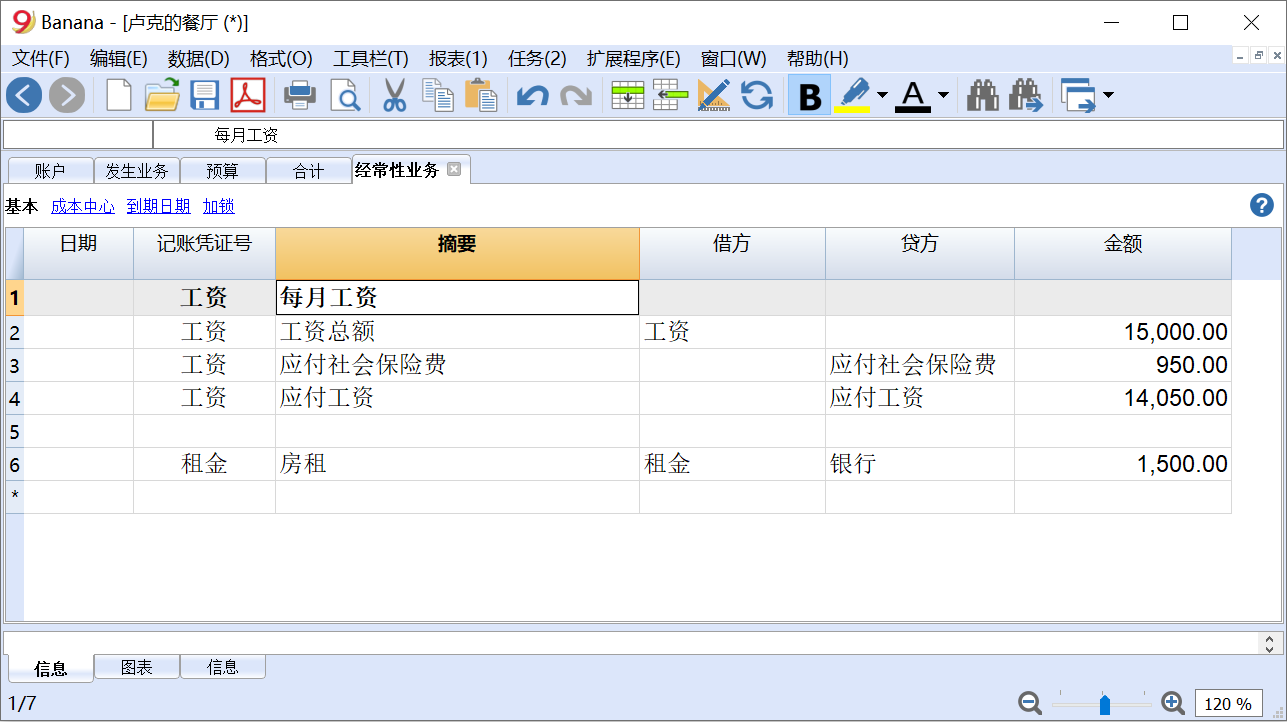 Banana - [卢克的餐厅 (*)]
文件(F) 编辑(E) 数据(D) 格式(O) 工具栏(T) 报表(1) 任务(2) 扩展程序(E) 窗口(W) 帮助(H)
B A
每月工资
账户 发生业务 预算 合计 经常性业务
基本 成本中心 到期日期 加锁 ?
日期 记账凭证号 摘要 借方 贷方 金额
1 工资 每月工资
2 工资 工资总额 工资 15,000.00
3 工资 应付社会保险费 应付社会保险费 950.00
4 工资 应付工资 应付工资 14,050.00
5
6 租金 房租 租金 银行 1,500.00
*
信息 图表 信息
1/7 120 %